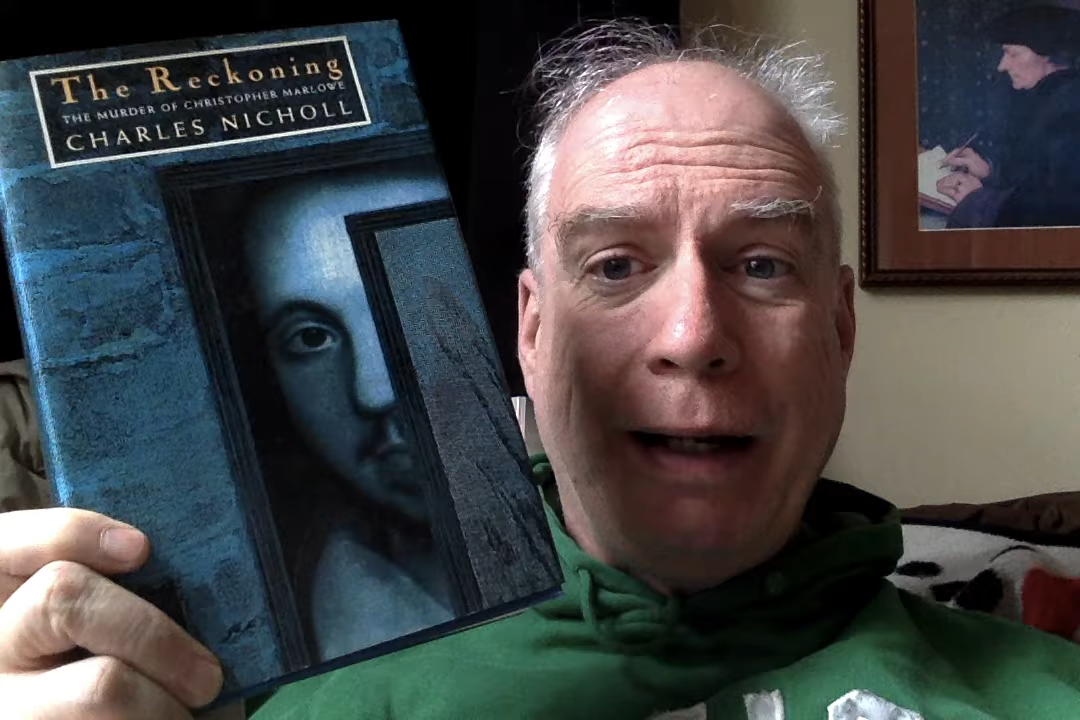 The Reckoning
THE MURDER OF CHRISTOPHER MARLOWE
CHARLES NICHOLL